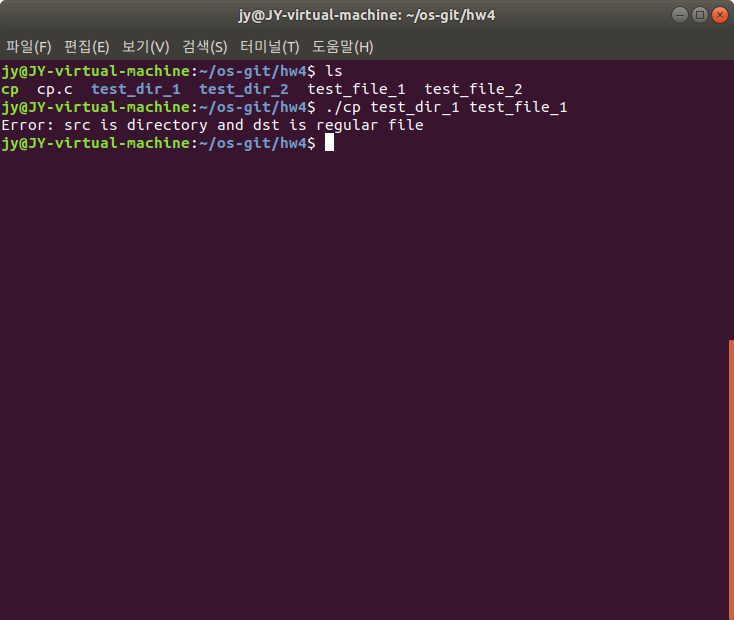 jy@JY-virtual-machine: ~/os-git/hw4
파일(F) 편집(E) 보기(V) 검색(S) 터미널(T) 도움말(H)
jy@JY-virtual-machine:~/os-git/hw4$ ls
cp  cp.c  test_dir_1  test_dir_2  test_file_1  test_file_2
jy@JY-virtual-machine:~/os-git/hw4$ ./cp test_dir_1 test_file_1
Error: src is directory and dst is regular file
jy@JY-virtual-machine:~/os-git/hw4$